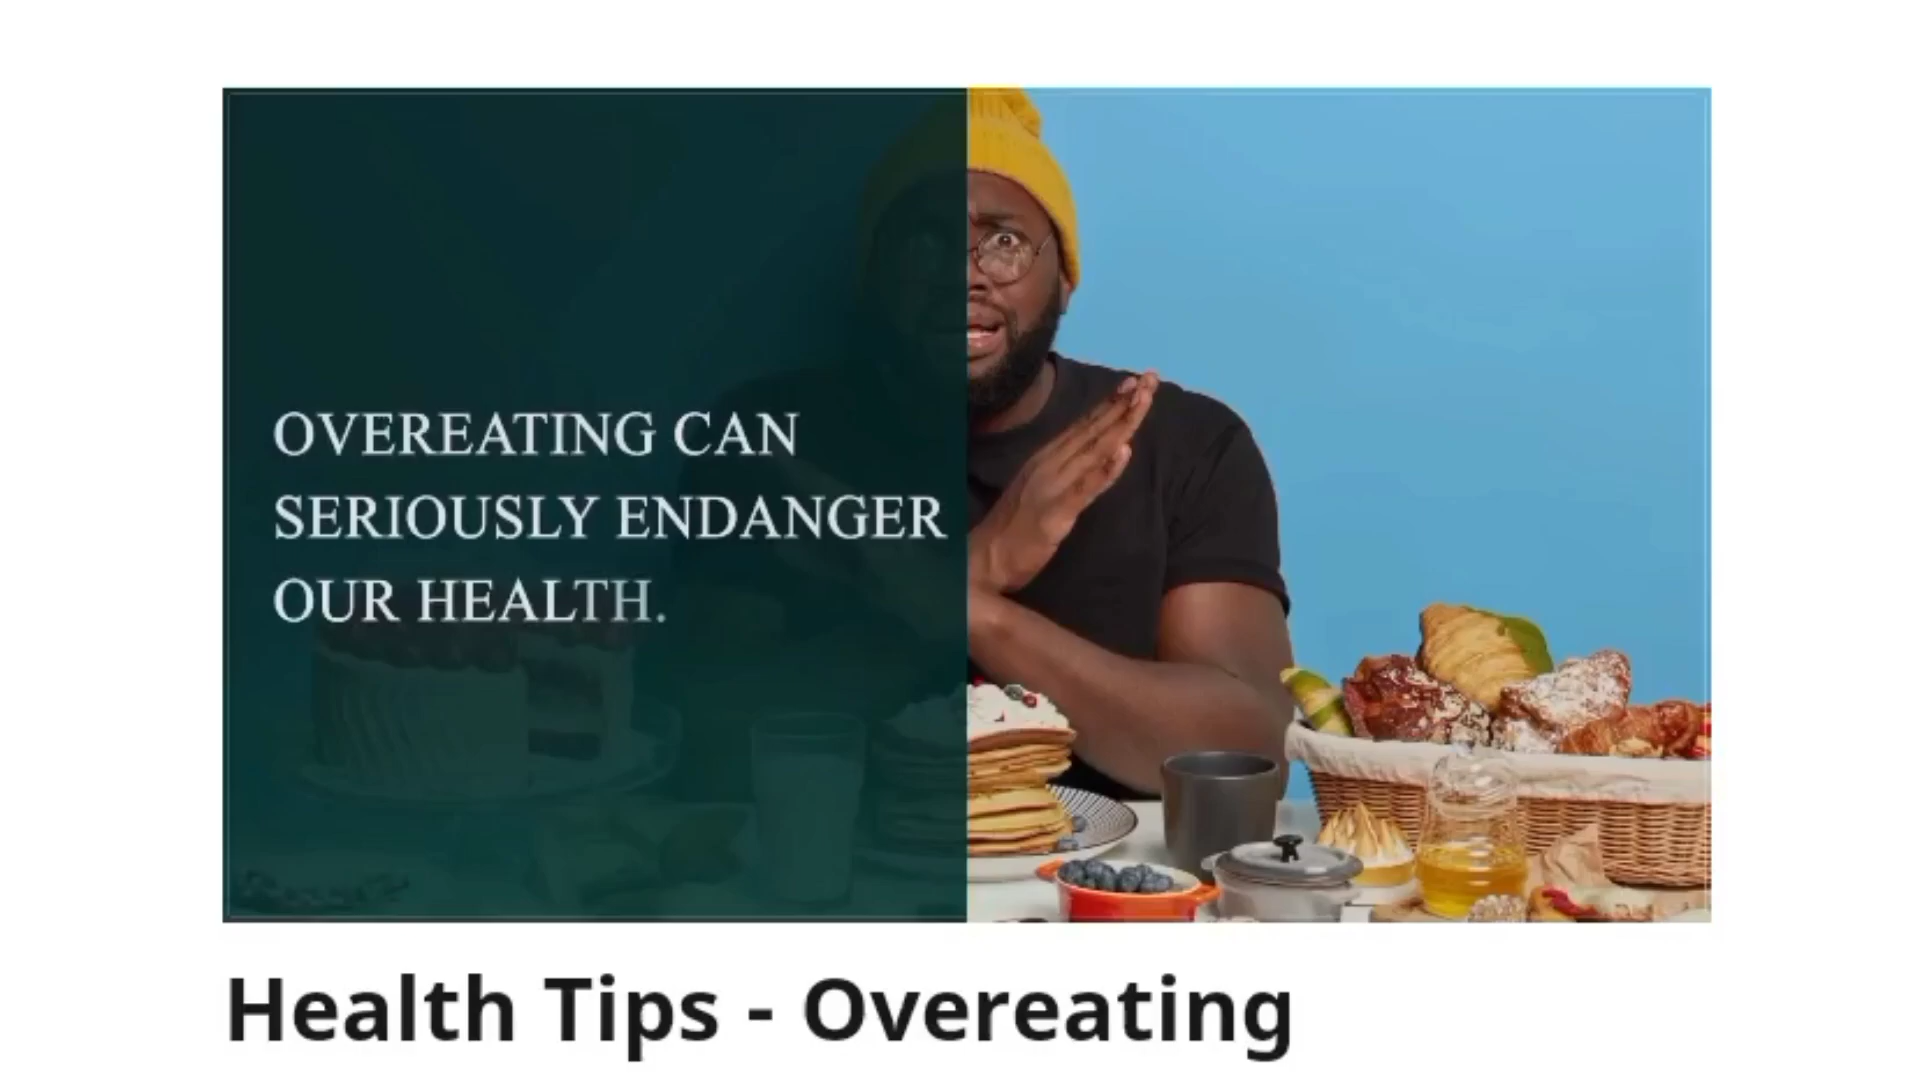 OVEREATING CAN
SERIOUSLY ENDANGER
OUR HEALTH.
Health Tips - Overeating